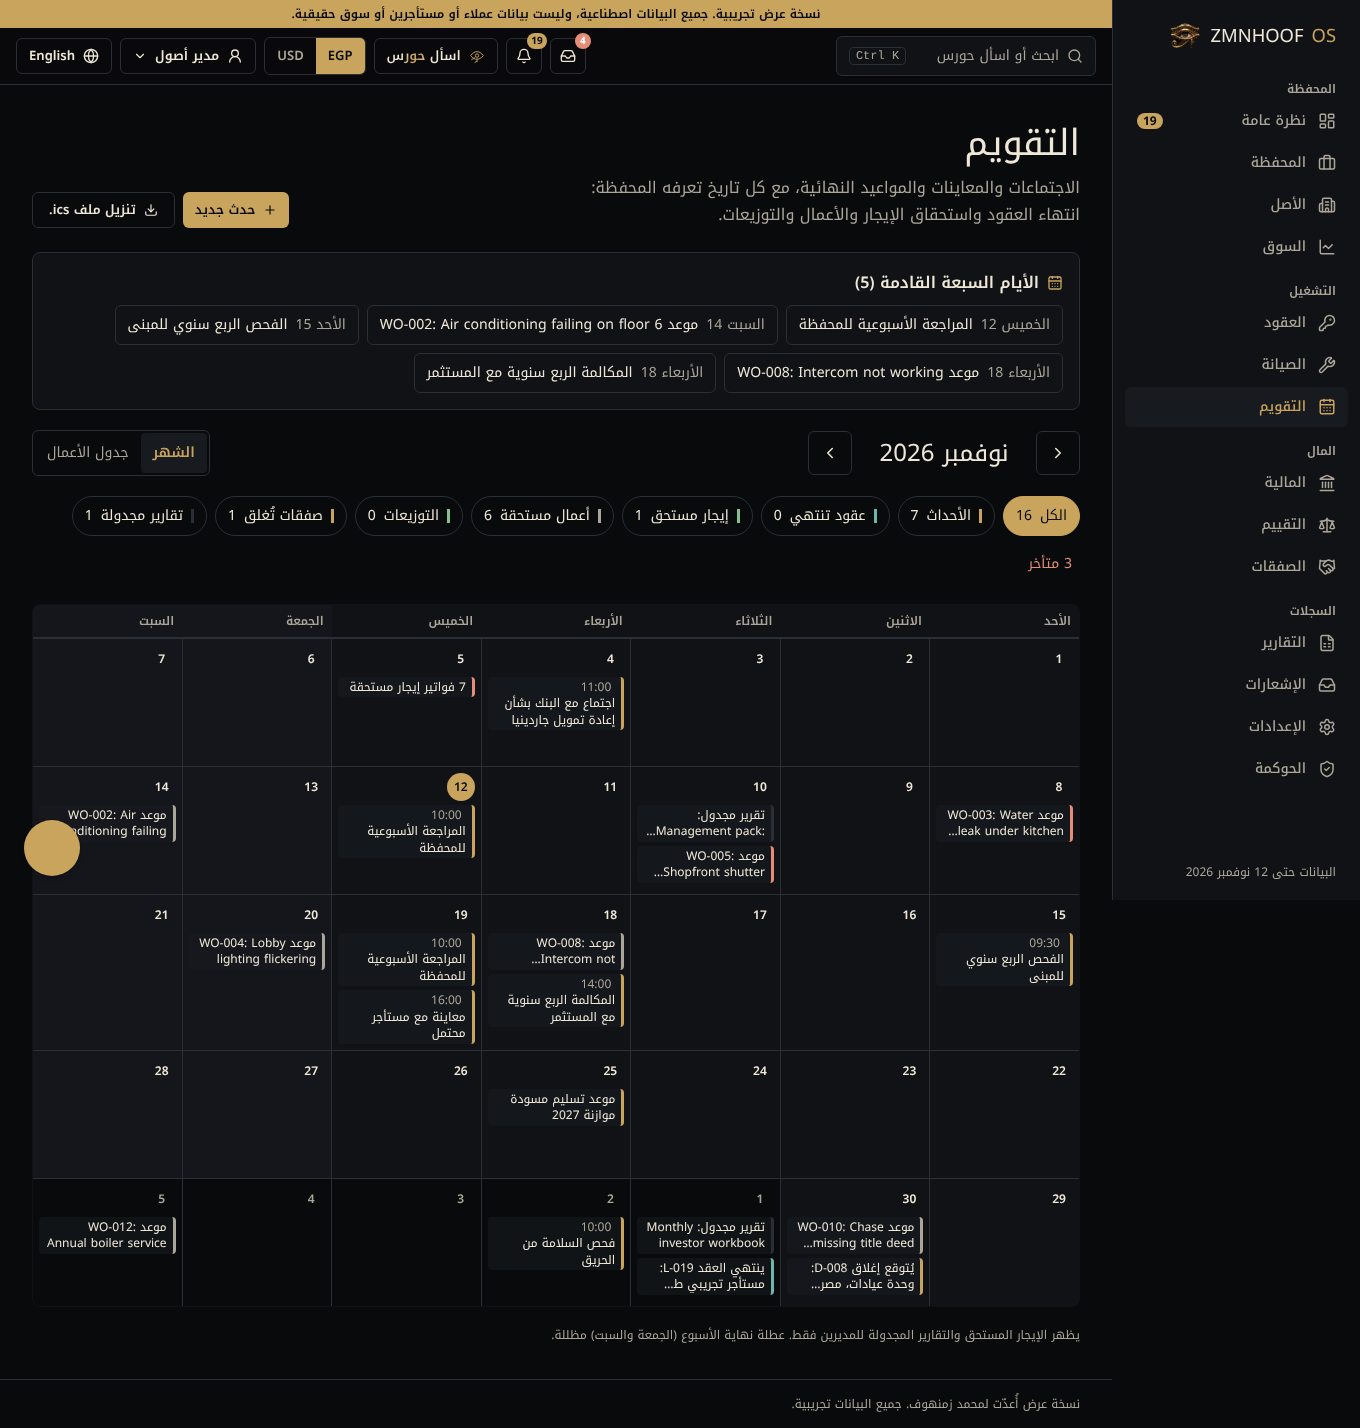 نسخة عرض تجريبية. جميع البيانات اصطناعية، وليست بيانات عملاء أو مستأجرين أو سوق حقيقية.
ZMNHOOF OS
المحفظة
نظرة عامة 19
المحفظة
الأصل
السوق
التشغيل
العقود
الصيانة
التقويم
المال
المالية
التقييم
الصفقات
السجلات
التقارير
الإشعارات
الإعدادات
الحوكمة
البيانات حتى 12 نوفمبر 2026
ابحث أو اسأل حورس Ctrl K
4
19
اسأل حورس
EGP USD
مدير أصول
English
التقويم
الاجتماعات والمعاينات والمواعيد النهائية، مع كل تاريخ تعرفه المحفظة:
انتهاء العقود واستحقاق الإيجار والأعمال والتوزيعات.
حدث جديد
تنزيل ملف ics.
الأيام السبعة القادمة (5)
الخميس 12 المراجعة الأسبوعية للمحفظة
السبت 14 موعد WO-002: Air conditioning failing on floor 6
الأحد 15 الفحص الربع سنوي للمبنى
الأربعاء 18 موعد WO-008: Intercom not working
الأربعاء 18 المكالمة الربع سنوية مع المستثمر
نوفمبر 2026
الشهر
جدول الأعمال
الكل 16
الأحداث 7
عقود تنتهي 0
إيجار مستحق 1
أعمال مستحقة 6
التوزيعات 0
صفقات تُغلق 1
تقارير مجدولة 1
3 متأخر
الأحد الاثنين الثلاثاء الأربعاء الخميس الجمعة السبت
1
2
3
4
11:00
اجتماع مع البنك بشأن
إعادة تمويل جاردينيا
5
7 فواتير إيجار مستحقة
6
7
8
موعد WO-003: Water
leak under kitchen…
9
10
تقرير مجدول:
Management pack:…
موعد WO-005:
Shopfront shutter…
11
12
10:00
المراجعة الأسبوعية
للمحفظة
13
14
موعد WO-002: Air
nditioning failing
15
09:30
الفحص الربع سنوي
للمبنى
16
17
18
موعد WO-008:
Intercom not…
14:00
المكالمة الربع سنوية
مع المستثمر
19
10:00
المراجعة الأسبوعية
للمحفظة
16:00
معاينة مع مستأجر
محتمل
20
موعد WO-004: Lobby
lighting flickering
21
22
23
24
25
موعد تسليم مسودة
موازنة 2027
26
27
28
29
30
موعد WO-010: Chase
missing title deed…
يُتوقع إغلاق D-008:
وحدة عيادات، مصر…
1
تقرير مجدول: Monthly
investor workbook
ينتهي العقد L-019:
مستأجر تجريبي ط…
2
10:00
فحص السلامة من
الحريق
3
4
5
موعد WO-012:
Annual boiler service
يظهر الإيجار المستحق والتقارير المجدولة للمديرين فقط. عطلة نهاية الأسبوع (الجمعة والسبت) مظللة.
نسخة عرض أُعدّت لمحمد زمنهوف. جميع البيانات تجريبية.